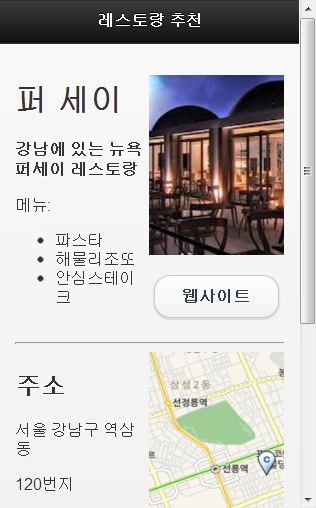 레스토랑 추천
퍼 세이
강남에 있는 뉴욕
퍼세이 레스토랑
메뉴:
파스타
해물리조또
안심스테이
크
웹사이트
주소
서울 강남구 역삼
동
120번지
삼성2동
선정릉역
선릉역